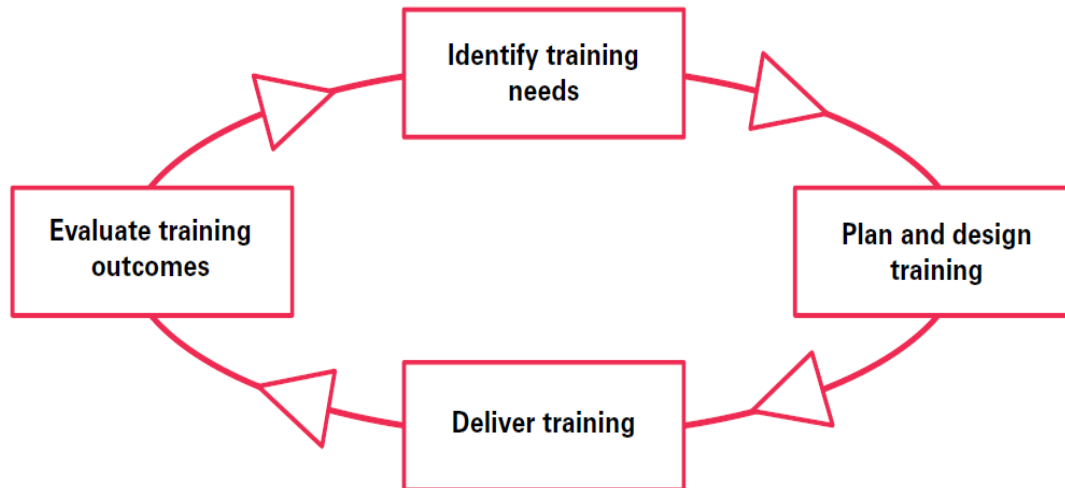 Identify training
needs
Plan and design
training
Deliver training
Evaluate training
outcomes